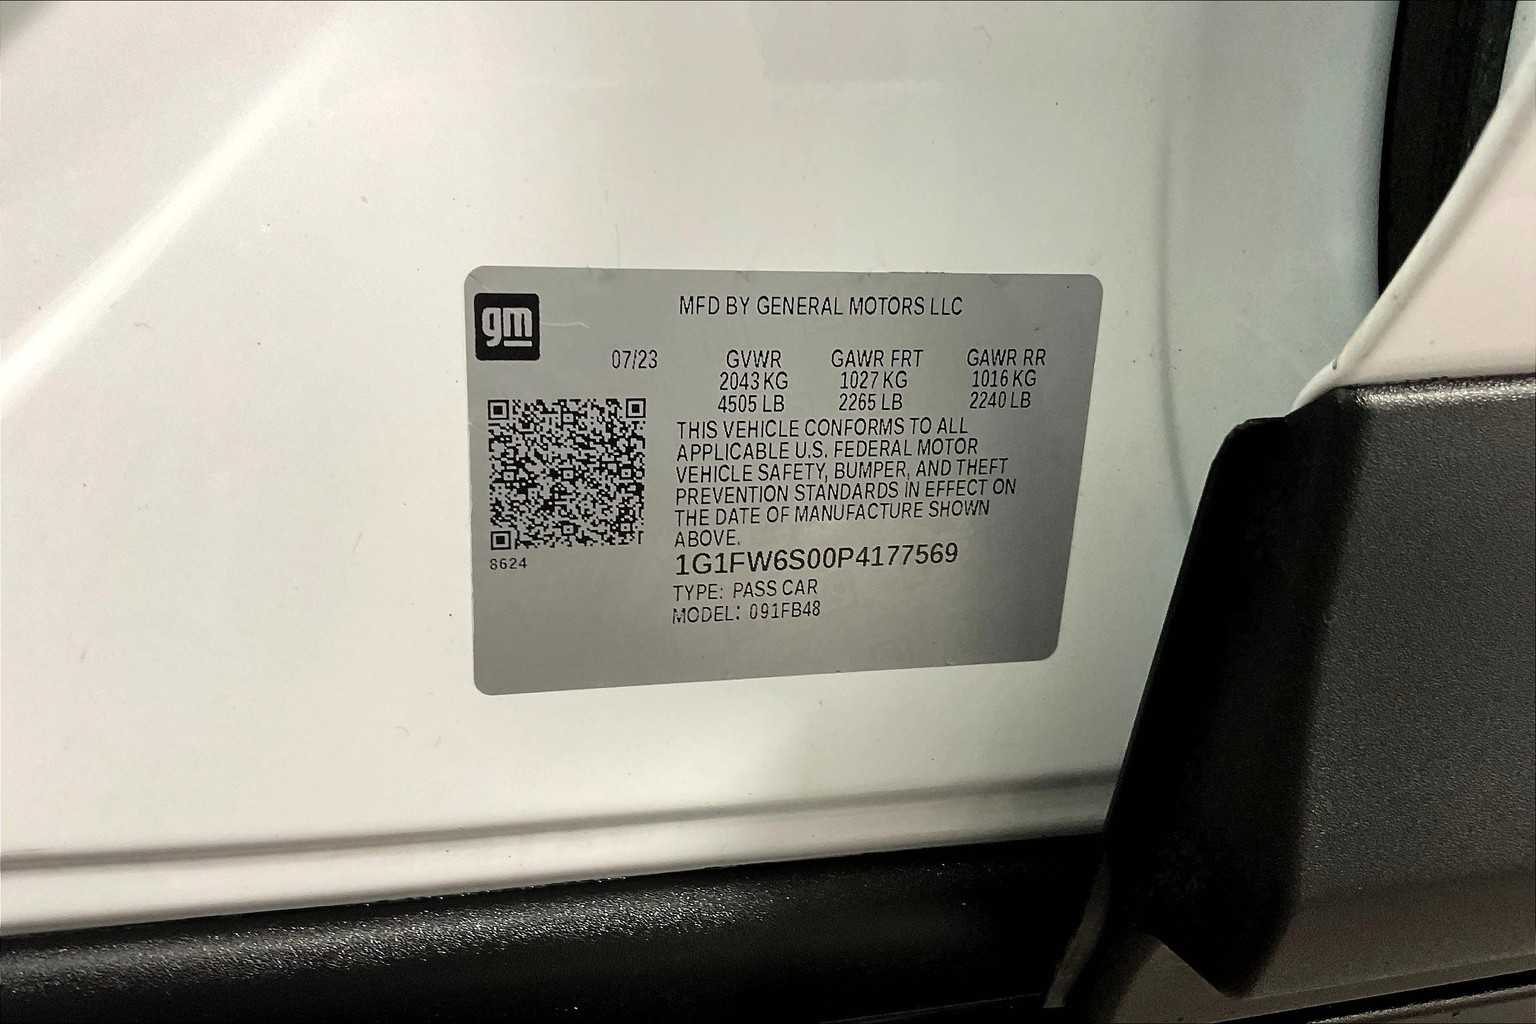 gm
MFD BY GENERAL MOTORS LLC
07/23 GVWR GAWR FRT GAWR RR
2043 KG 1027 KG 1016 KG
4505 LB 2265 LB 2240 LB
THIS VEHICLE CONFORMS TO ALL
APPLICABLE U.S. FEDERAL MOTOR
VEHICLE SAFETY, BUMPER, AND THEFT
PREVENTION STANDARDS IN EFFECT ON
THE DATE OF MANUFACTURE SHOWN
ABOVE.
8624
1G1FW6S00P4177569
TYPE: PASS CAR
MODEL: 091FB48